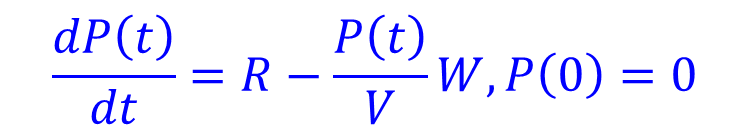 dP(t)/dt = R − P(t)/V W, P(0) = 0